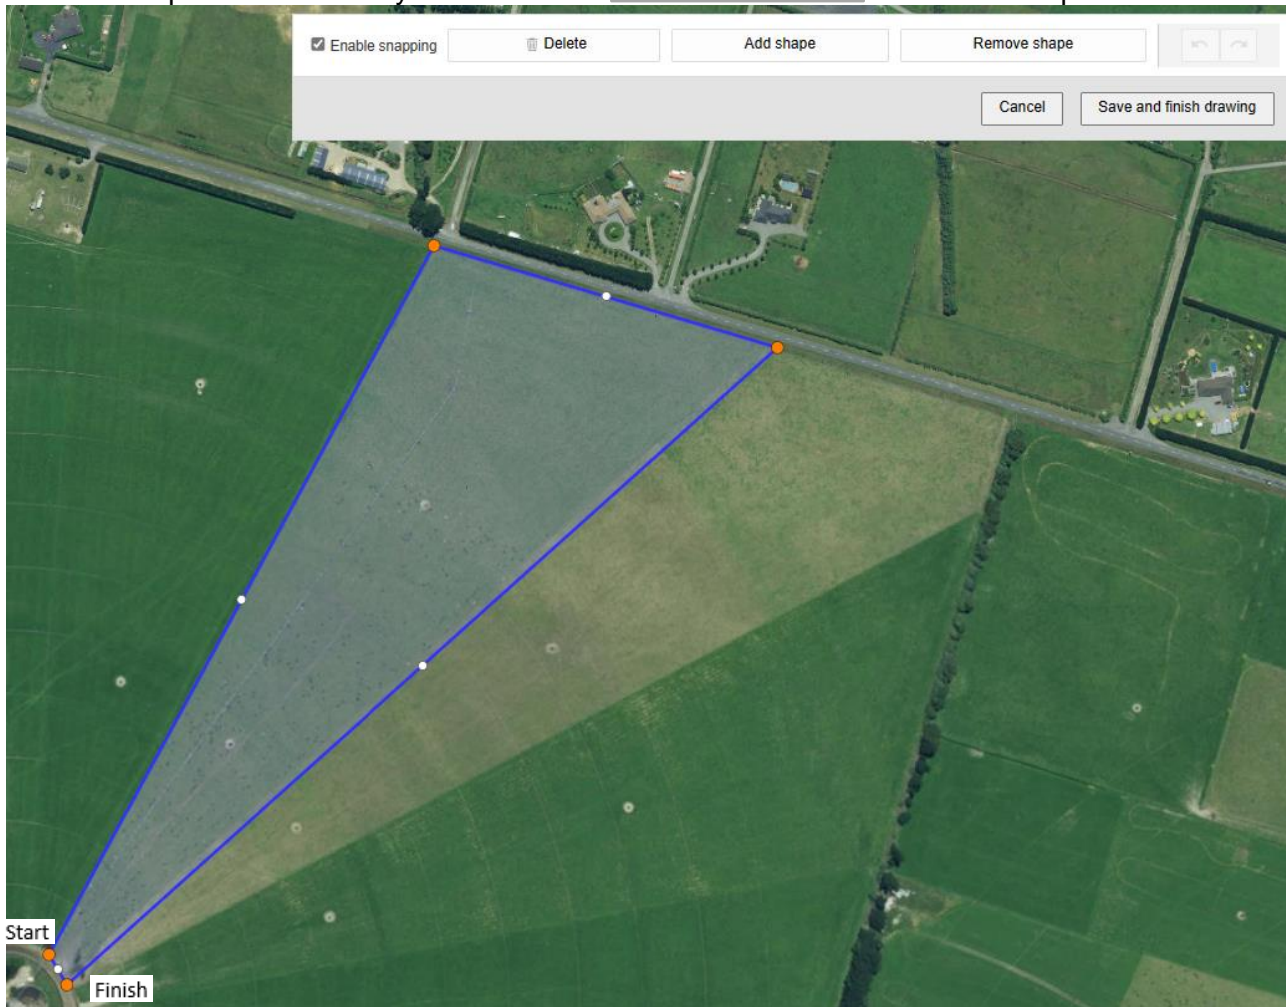 Enable snapping
Delete
Add shape
Remove shape
Cancel
Save and finish drawing
Start
Finish